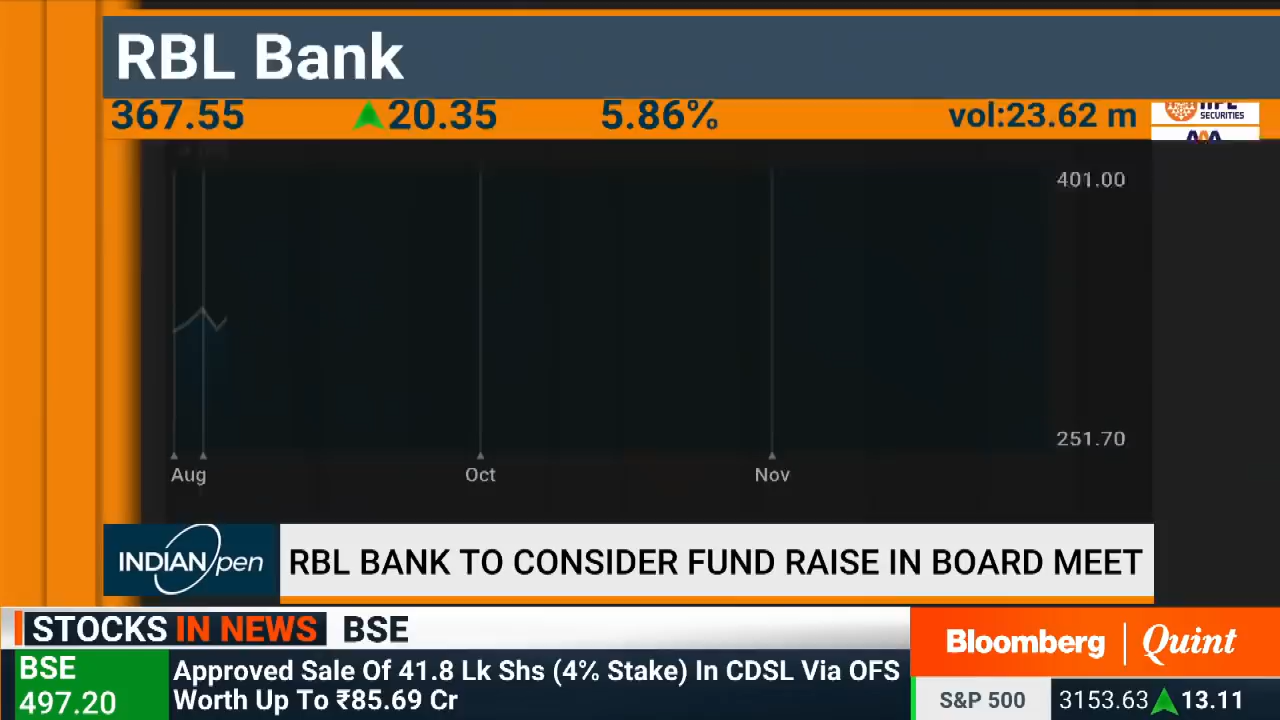 RBL Bank
367.55 ▲20.35 5.86% vol:23.62 m
SECURITIES
401.00
251.70
Aug Oct Nov
INDIAN Open RBL BANK TO CONSIDER FUND RAISE IN BOARD MEET
STOCKS IN NEWS BSE
BSE
497.20
Approved Sale Of 41.8 Lk Shs (4% Stake) In CDSL Via OFS
Worth Up To ₹85.69 Cr
Bloomberg | Quint
S&P 500 3153.63 ▲13.11